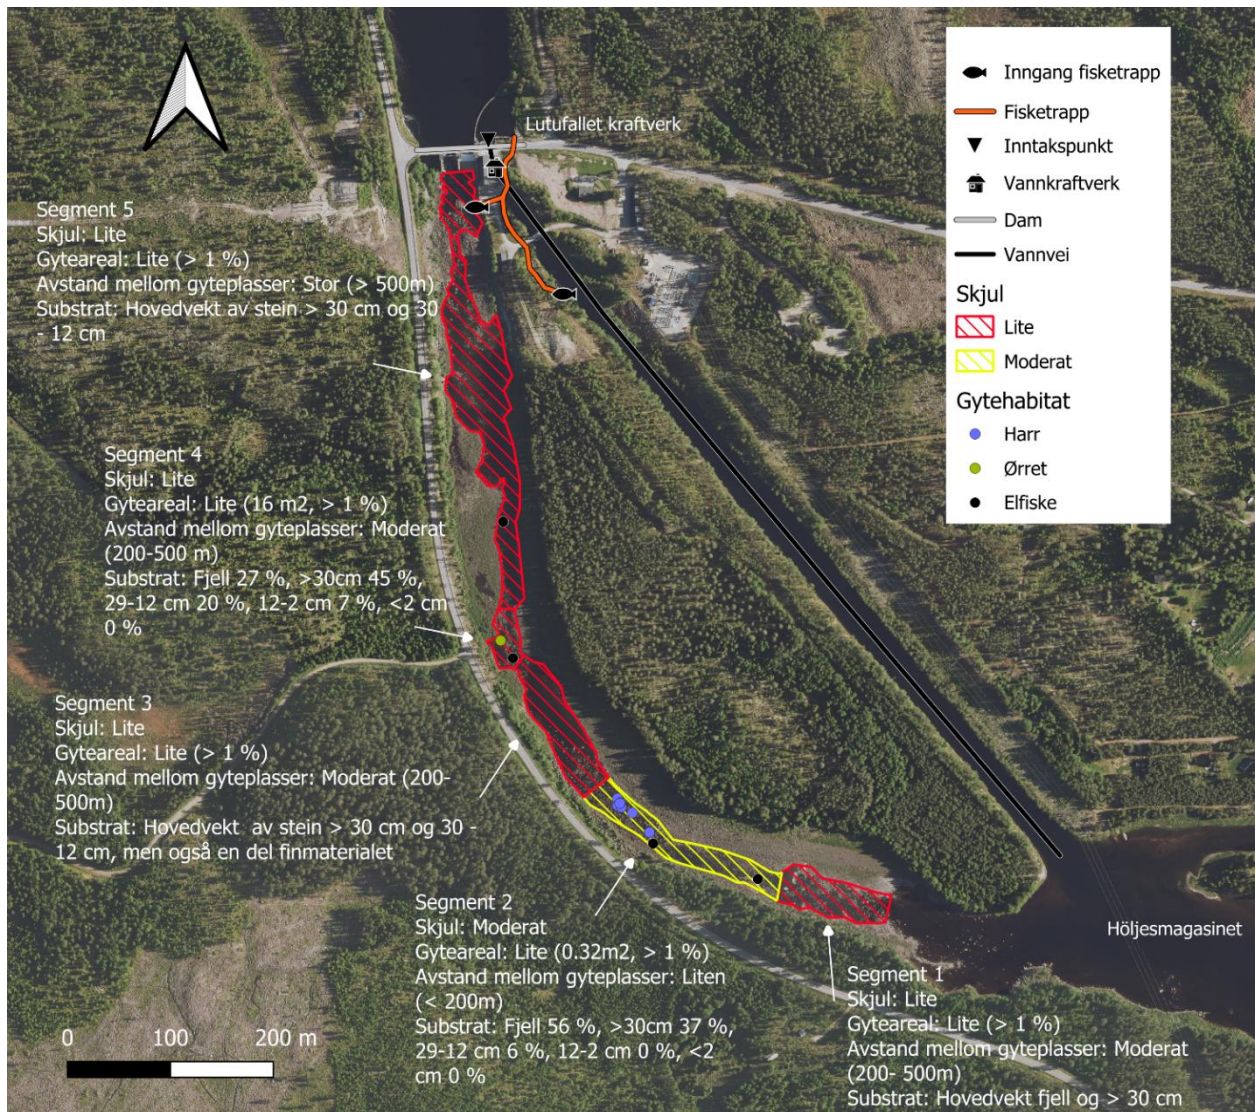 Lutufallet kraftverk
Inngang fisketrapp
Fisketrapp
Inntakspunkt
Vannkraftverk
Dam
Vannvei
Skjul
Lite
Moderat
Gytehabitat
Harr
Ørret
Elfiske
Segment 5
Skjul: Lite
Gyteareal: Lite (> 1 %)
Avstand mellom gyteplasser: Stor (> 500m)
Substrat: Hovedvekt av stein > 30 cm og 30
- 12 cm
Segment 4
Skjul: Lite
Gyteareal: Lite (16 m2, > 1 %)
Avstand mellom gyteplasser: Moderat
(200-500 m)
Substrat: Fjell 27 %, >30cm 45 %,
29-12 cm 20 %, 12-2 cm 7 %, <2 cm
0 %
Segment 3
Skjul: Lite
Gyteareal: Lite (> 1 %)
Avstand mellom gyteplasser: Moderat (200-
500m)
Substrat: Hovedvekt av stein > 30 cm og 30 -
12 cm, men også en del finmaterialet
Segment 2
Skjul: Moderat
Gyteareal: Lite (0.32m2, > 1 %)
Avstand mellom gyteplasser: Liten
(< 200m)
Substrat: Fjell 56 %, >30cm 37 %,
29-12 cm 6 %, 12-2 cm 0 %, <2
cm 0 %
Höljesmagasinet
Segment 1
Skjul: Lite
Gyteareal: Lite (> 1 %)
Avstand mellom gyteplasser: Moderat
(200- 500m)
Substrat: Hovedvekt fjell og > 30 cm
0 100 200 m